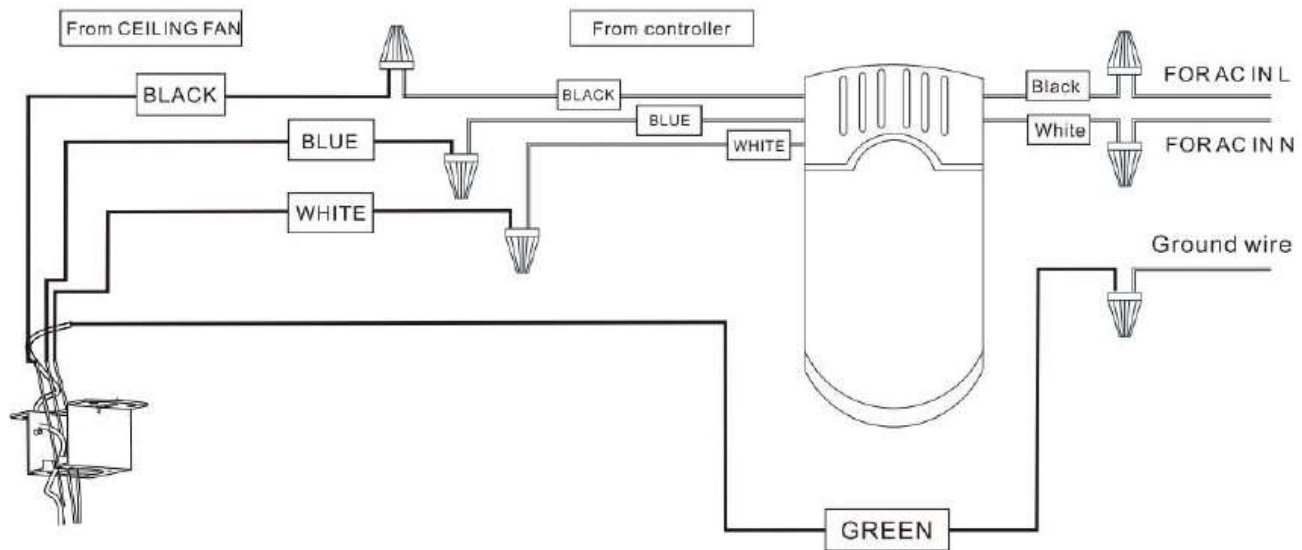 From CEILING FAN
From controller
BLACK
BLACK
Black
FOR AC IN L
BLUE
BLUE
White
FOR AC IN N
WHITE
WHITE
Ground wire
GREEN